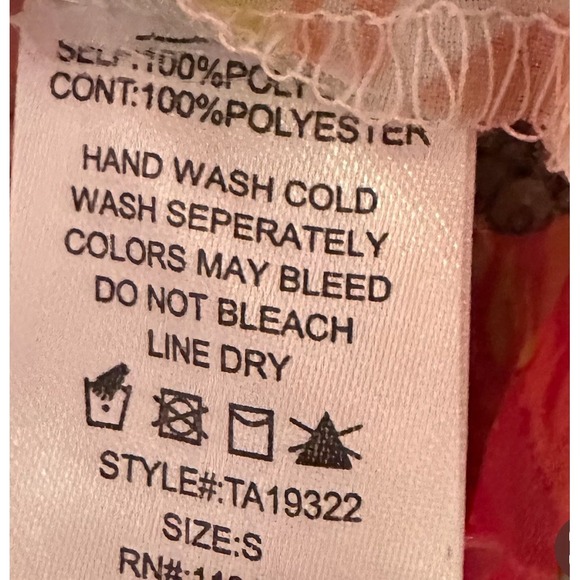 SELF:100%POLY
CONT:100%POLYESTER
HAND WASH COLD
WASH SEPERATELY
COLORS MAY BLEED
DO NOT BLEACH
LINE DRY
STYLE#:TA19322
SIZE:S
RN#: